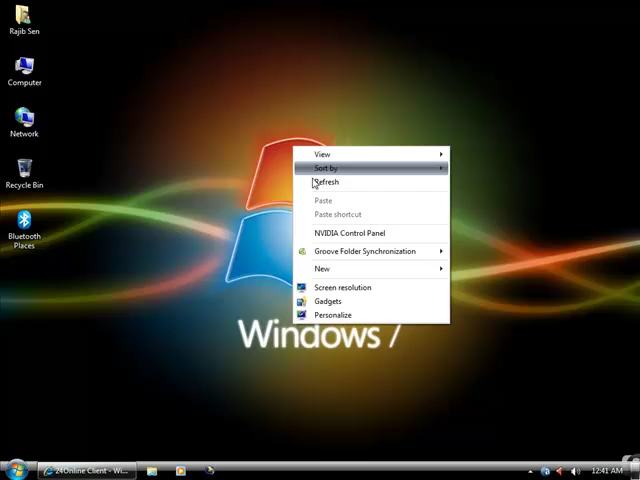 Rajib Sen
Computer
Network
Recycle Bin
Bluetooth
Places
View
Sort by
Refresh
Paste
Paste shortcut
NVIDIA Control Panel
Groove Folder Synchronization
New
Screen resolution
Gadgets
Personalize
Windows 7
24Online Client - Wi...
12:41 AM